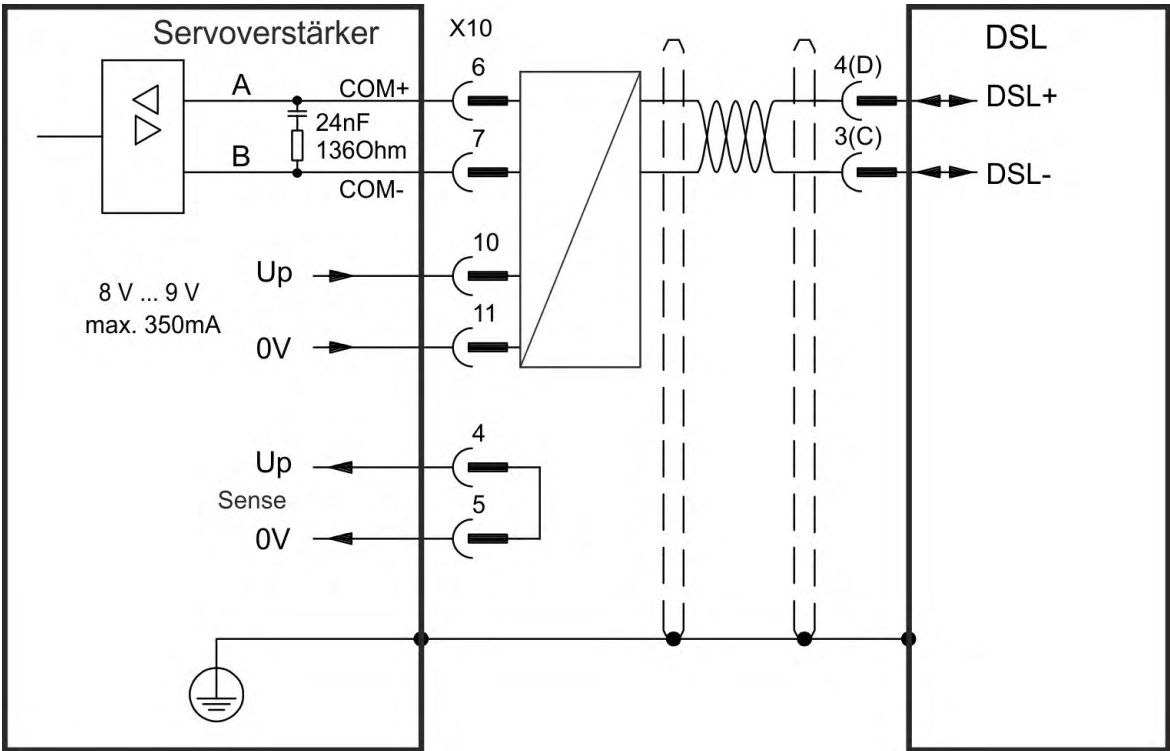 Servoverstärker
X10
DSL
6
4(D)
A
COM+
DSL+
24nF
136Ohm
7
3(C)
B
COM-
DSL-
10
Up
8 V ... 9 V
max. 350mA
11
0V
4
Up
Sense
5
0V